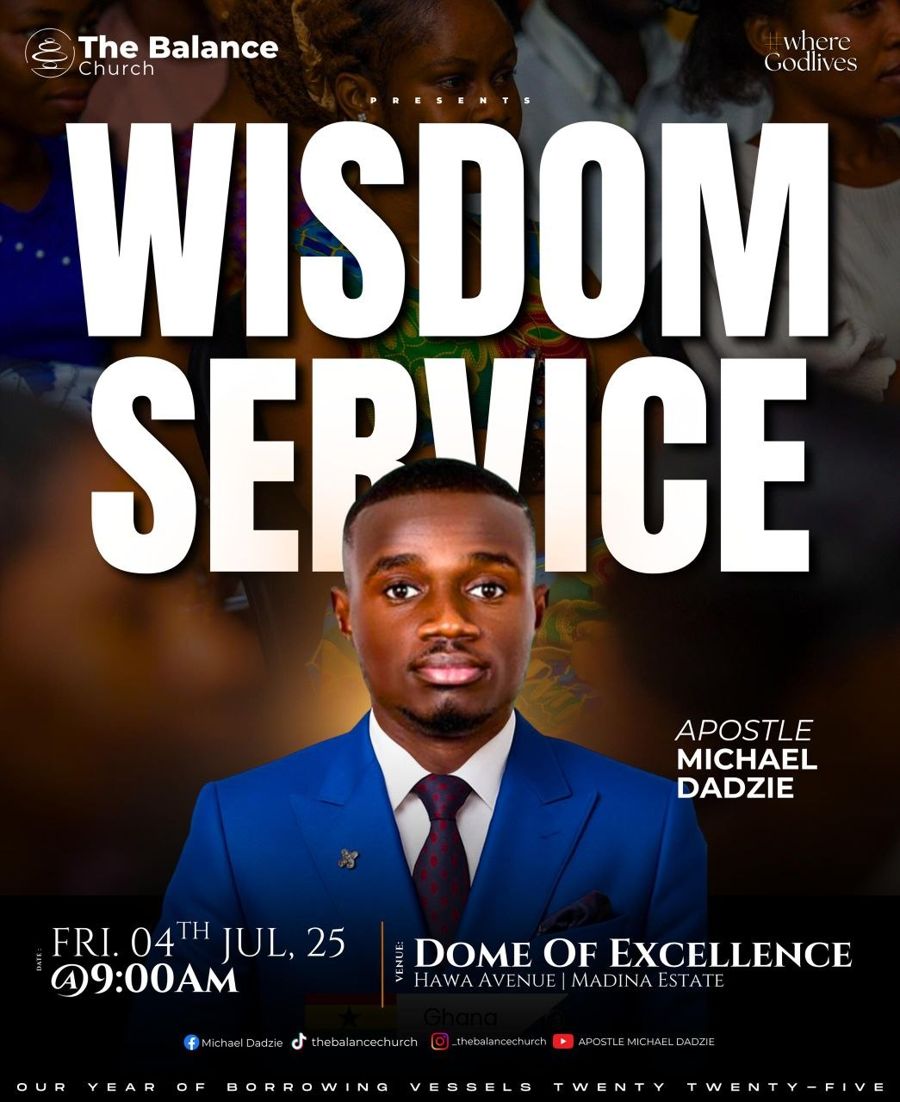 The Balance
Church
#where
Godlives
PRESENTS
WISDOM
SERVICE
APOSTLE
MICHAEL
DADZIE
DATE:
FRI. 04TH JUL, 25
@9:00AM
VENUE:
DOME OF EXCELLENCE
HAWA AVENUE | MADINA ESTATE
Ghana
Michael Dadzie
thebalancechurch
_thebalancechurch
APOSTLE MICHAEL DADZIE
OUR YEAR OF BORROWING VESSELS TWENTY TWENTY-FIVE